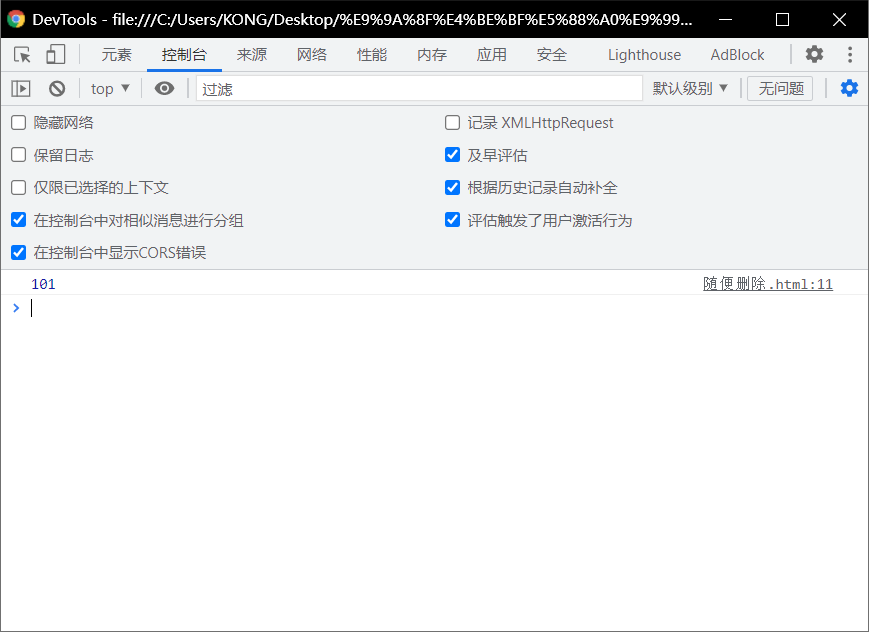 DevTools - file:///C:/Users/KONG/Desktop/%E9%9A%8F%E4%BE%BF%E5%88%A0%E9%99...
元素 控制台 来源 网络 性能 内存 应用 安全 Lighthouse AdBlock
top 过滤 默认级别 无问题
隐藏网络 记录 XMLHttpRequest
保留日志 及早评估
仅限已选择的上下文 根据历史记录自动补全
在控制台中对相似消息进行分组 评估触发了用户激活行为
在控制台中显示CORS错误
101 随便删除.html:11